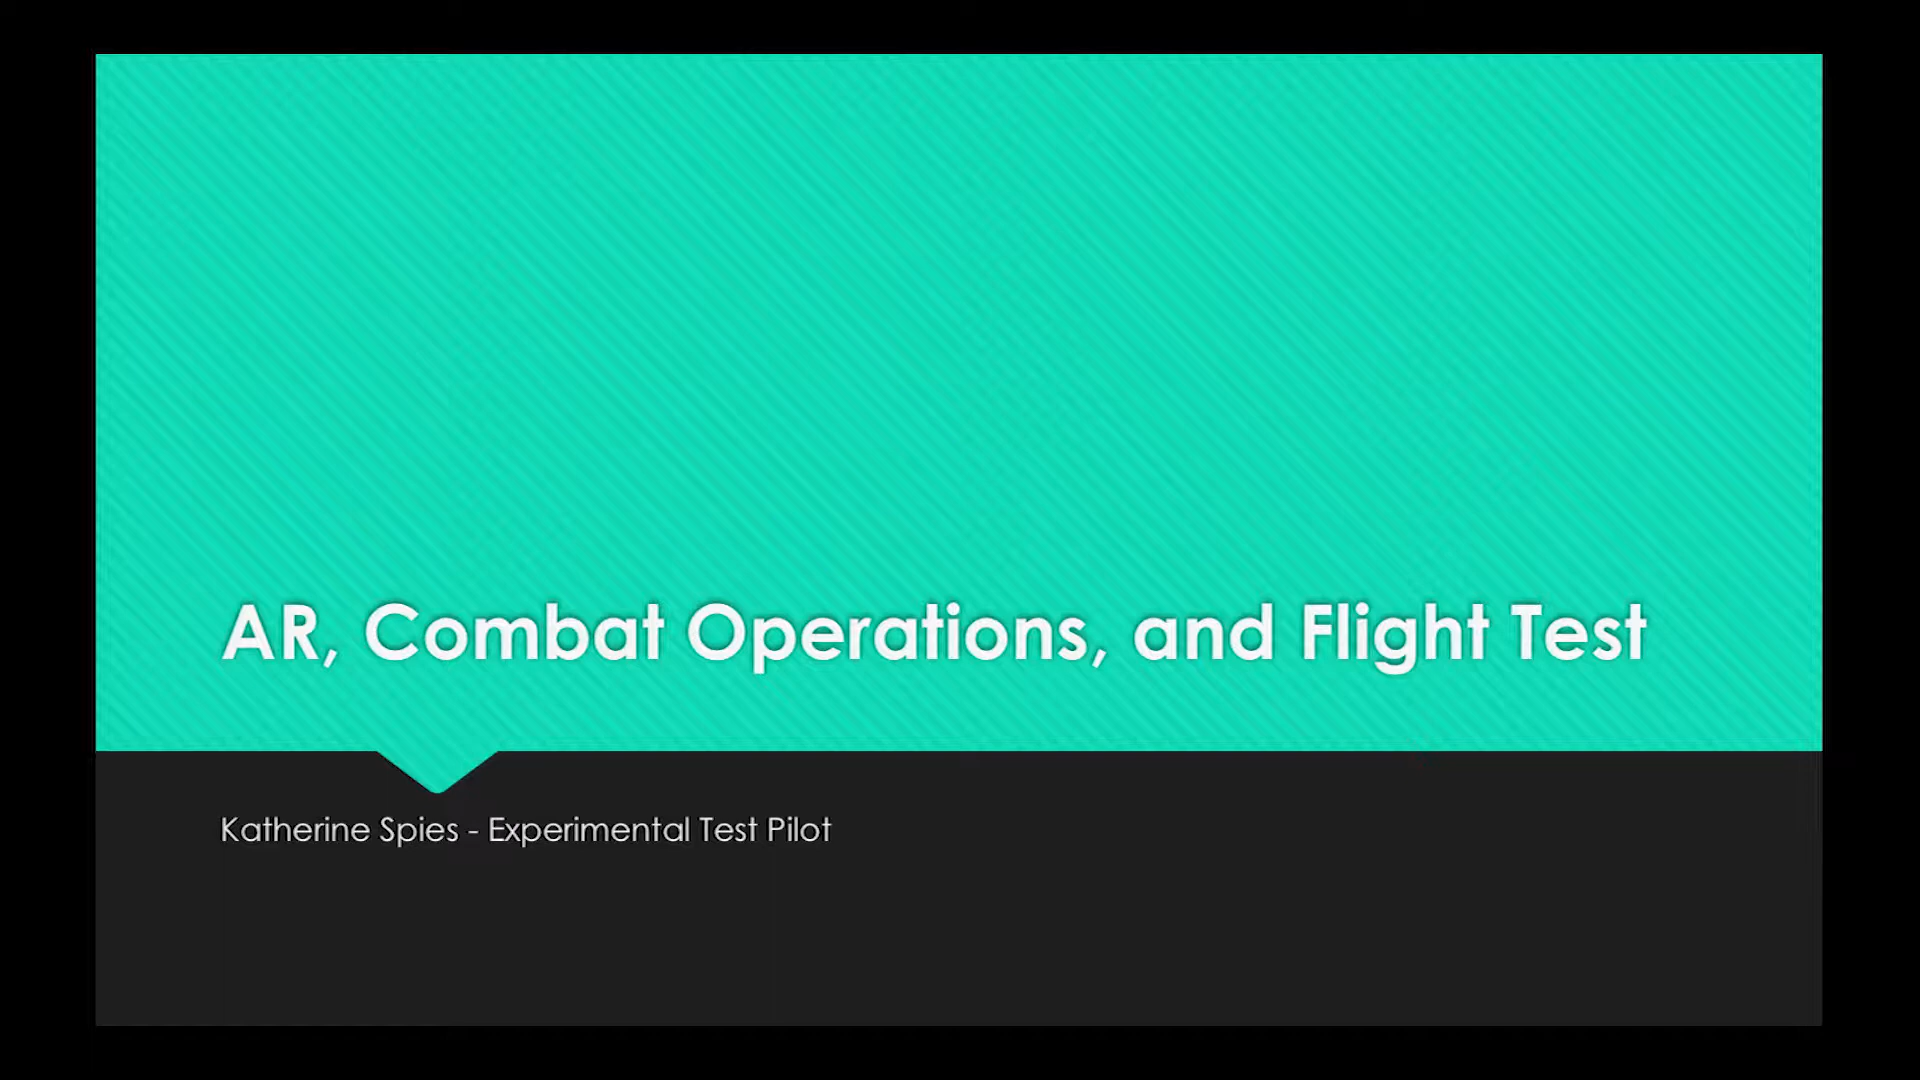 AR, Combat Operations, and Flight Test
Katherine Spies - Experimental Test Pilot